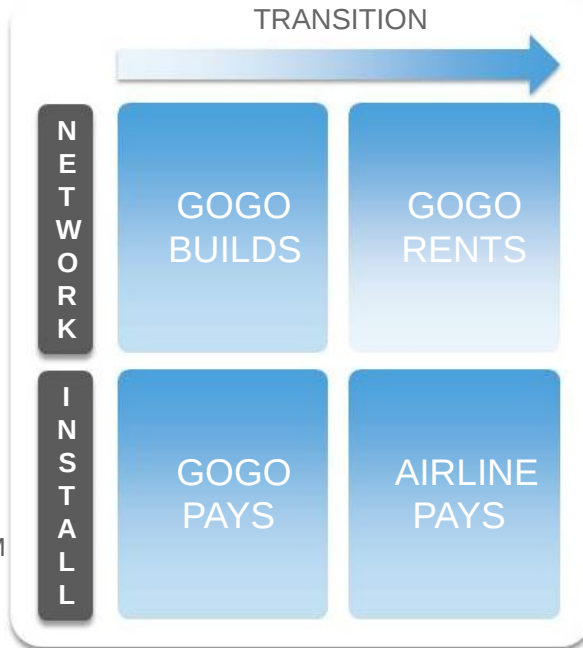 TRANSITION
NETWORK
GOGO
BUILDS
GOGO
RENTS
INSTALL
GOGO
PAYS
AIRLINE
PAYS